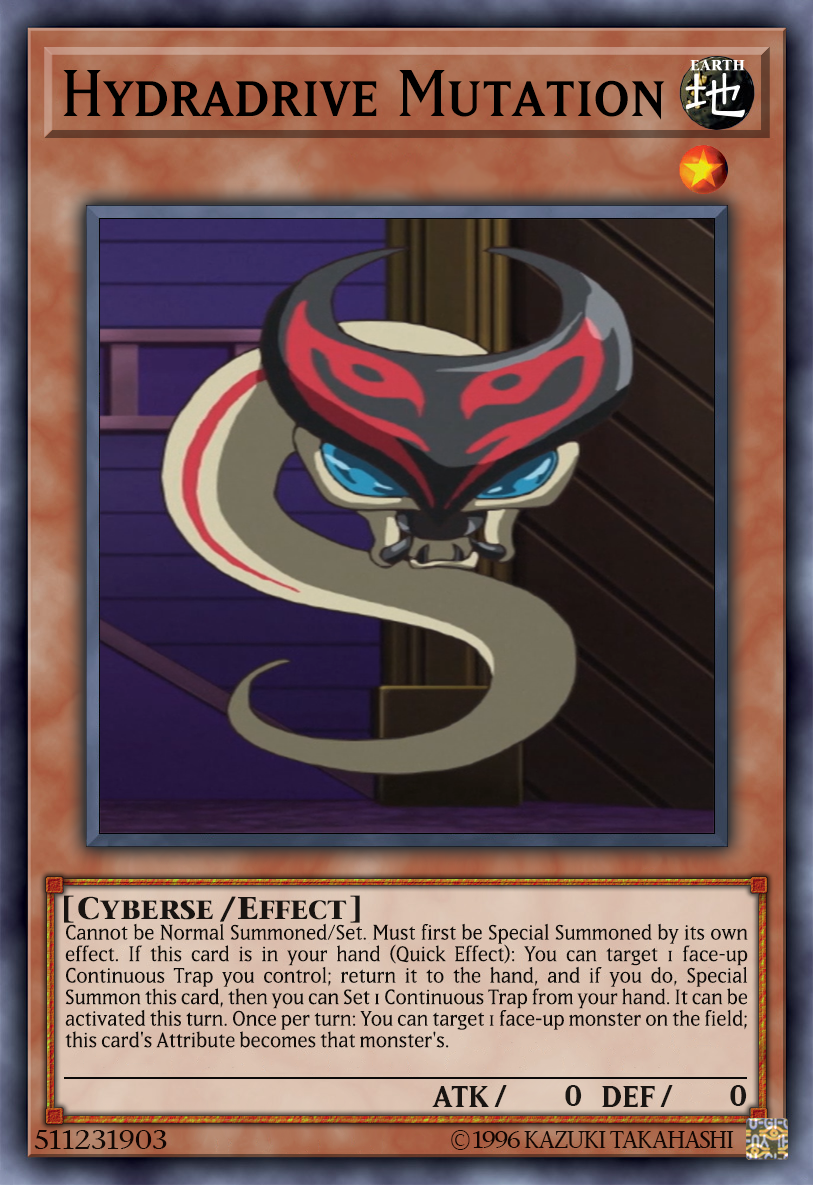 Hydradrive Mutation
EARTH
地
[Cyberse /Effect]
Cannot be Normal Summoned/Set. Must first be Special Summoned by its own
effect. If this card is in your hand (Quick Effect): You can target 1 face-up
Continuous Trap you control; return it to the hand, and if you do, Special
Summon this card, then you can Set 1 Continuous Trap from your hand. It can be
activated this turn. Once per turn: You can target 1 face-up monster on the field;
this card's Attribute becomes that monster's.
ATK / 0 DEF / 0
511231903 ©1996 KAZUKI TAKAHASHI